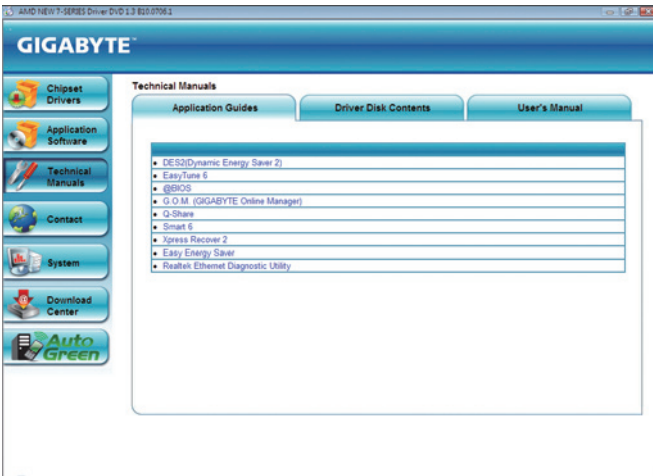 AMD NEW 7-SERIES Driver DVD 1.3 B10.0706.1
GIGABYTE™
Chipset
Drivers
Application
Software
Technical
Manuals
Contact
System
Download
Center
Auto
Green
Technical Manuals
Application Guides
Driver Disk Contents
User's Manual
DES2(Dynamic Energy Saver 2)
EasyTune 6
@BIOS
G.O.M. (GIGABYTE Online Manager)
Q-Share
Smart 6
Xpress Recover 2
Easy Energy Saver
Realtek Ethernet Diagnostic Utility